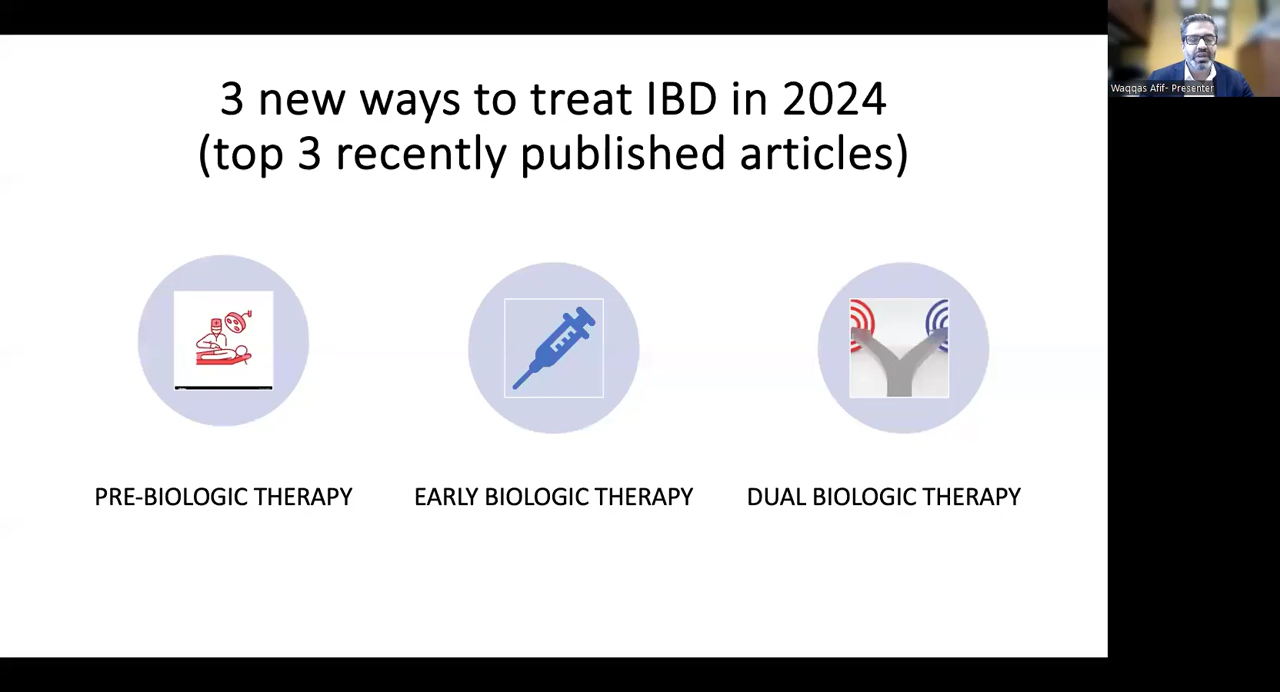 3 new ways to treat IBD in 2024
(top 3 recently published articles)
Waqqas Afif- Presenter
PRE-BIOLOGIC THERAPY
EARLY BIOLOGIC THERAPY
DUAL BIOLOGIC THERAPY